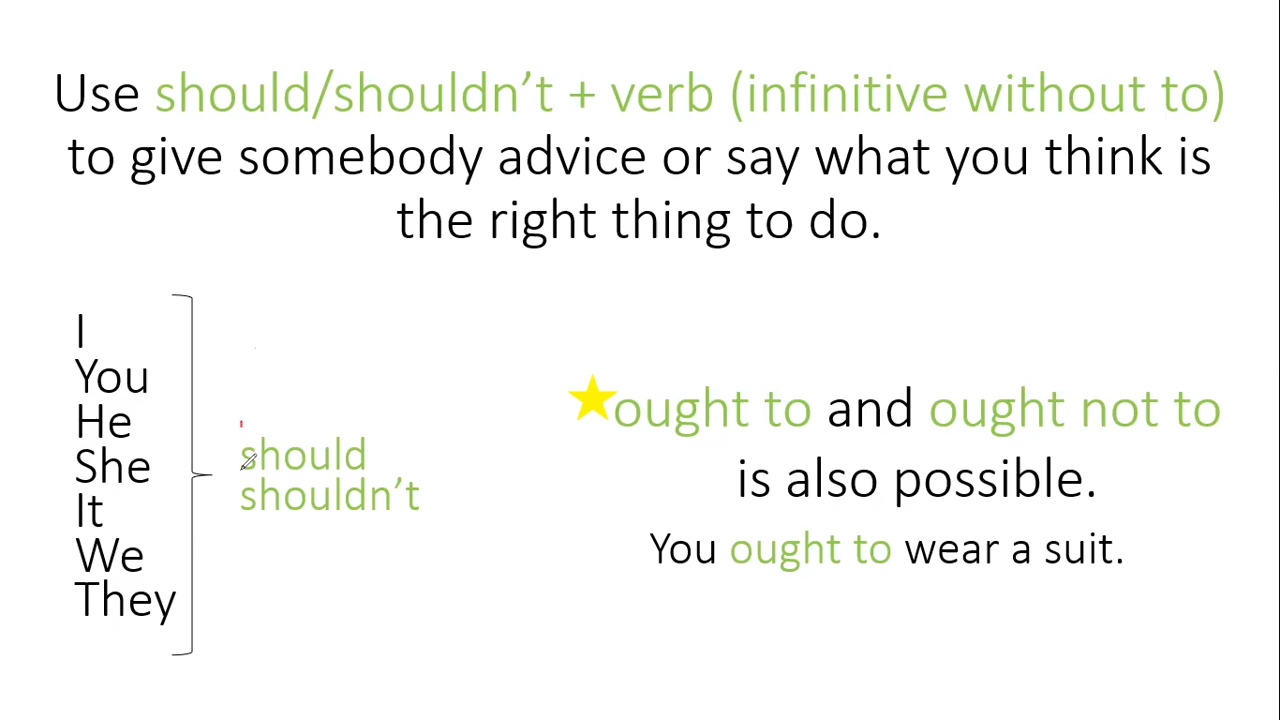 Use should/shouldn’t + verb (infinitive without to)
to give somebody advice or say what you think is
the right thing to do.
I
You
He
She
It
We
They
should
shouldn’t
ought to and ought not to
is also possible.
You ought to wear a suit.